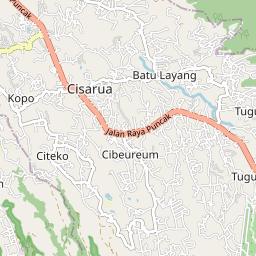 Puncak
Batu Layang
Cisarua
Kopo
Tugu
Jalan Raya Puncak
Citeko
Cibeureum
Tugu